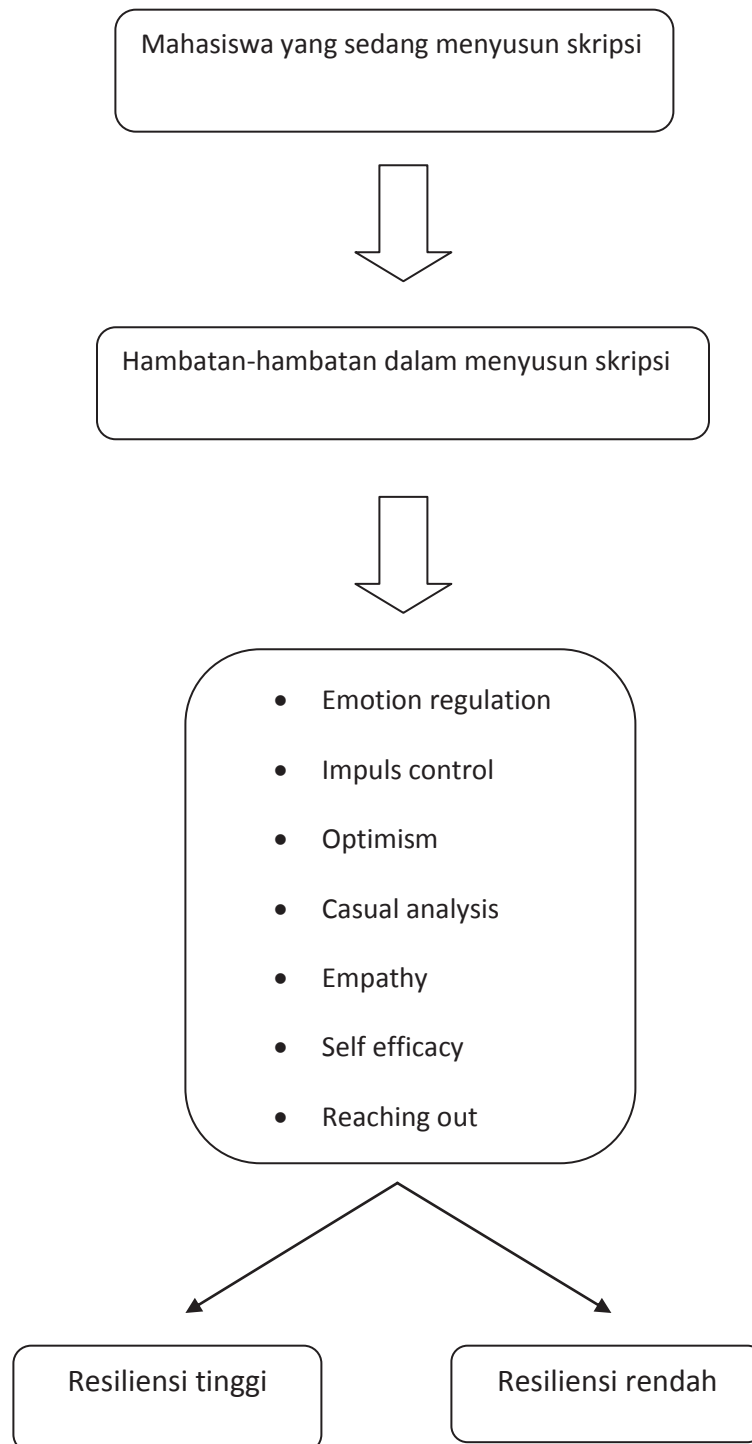 Mahasiswa yang sedang menyusun skripsi
Hambatan-hambatan dalam menyusun skripsi
• Emotion regulation
• Impuls control
• Optimism
• Casual analysis
• Empathy
• Self efficacy
• Reaching out
Resiliensi tinggi
Resiliensi rendah